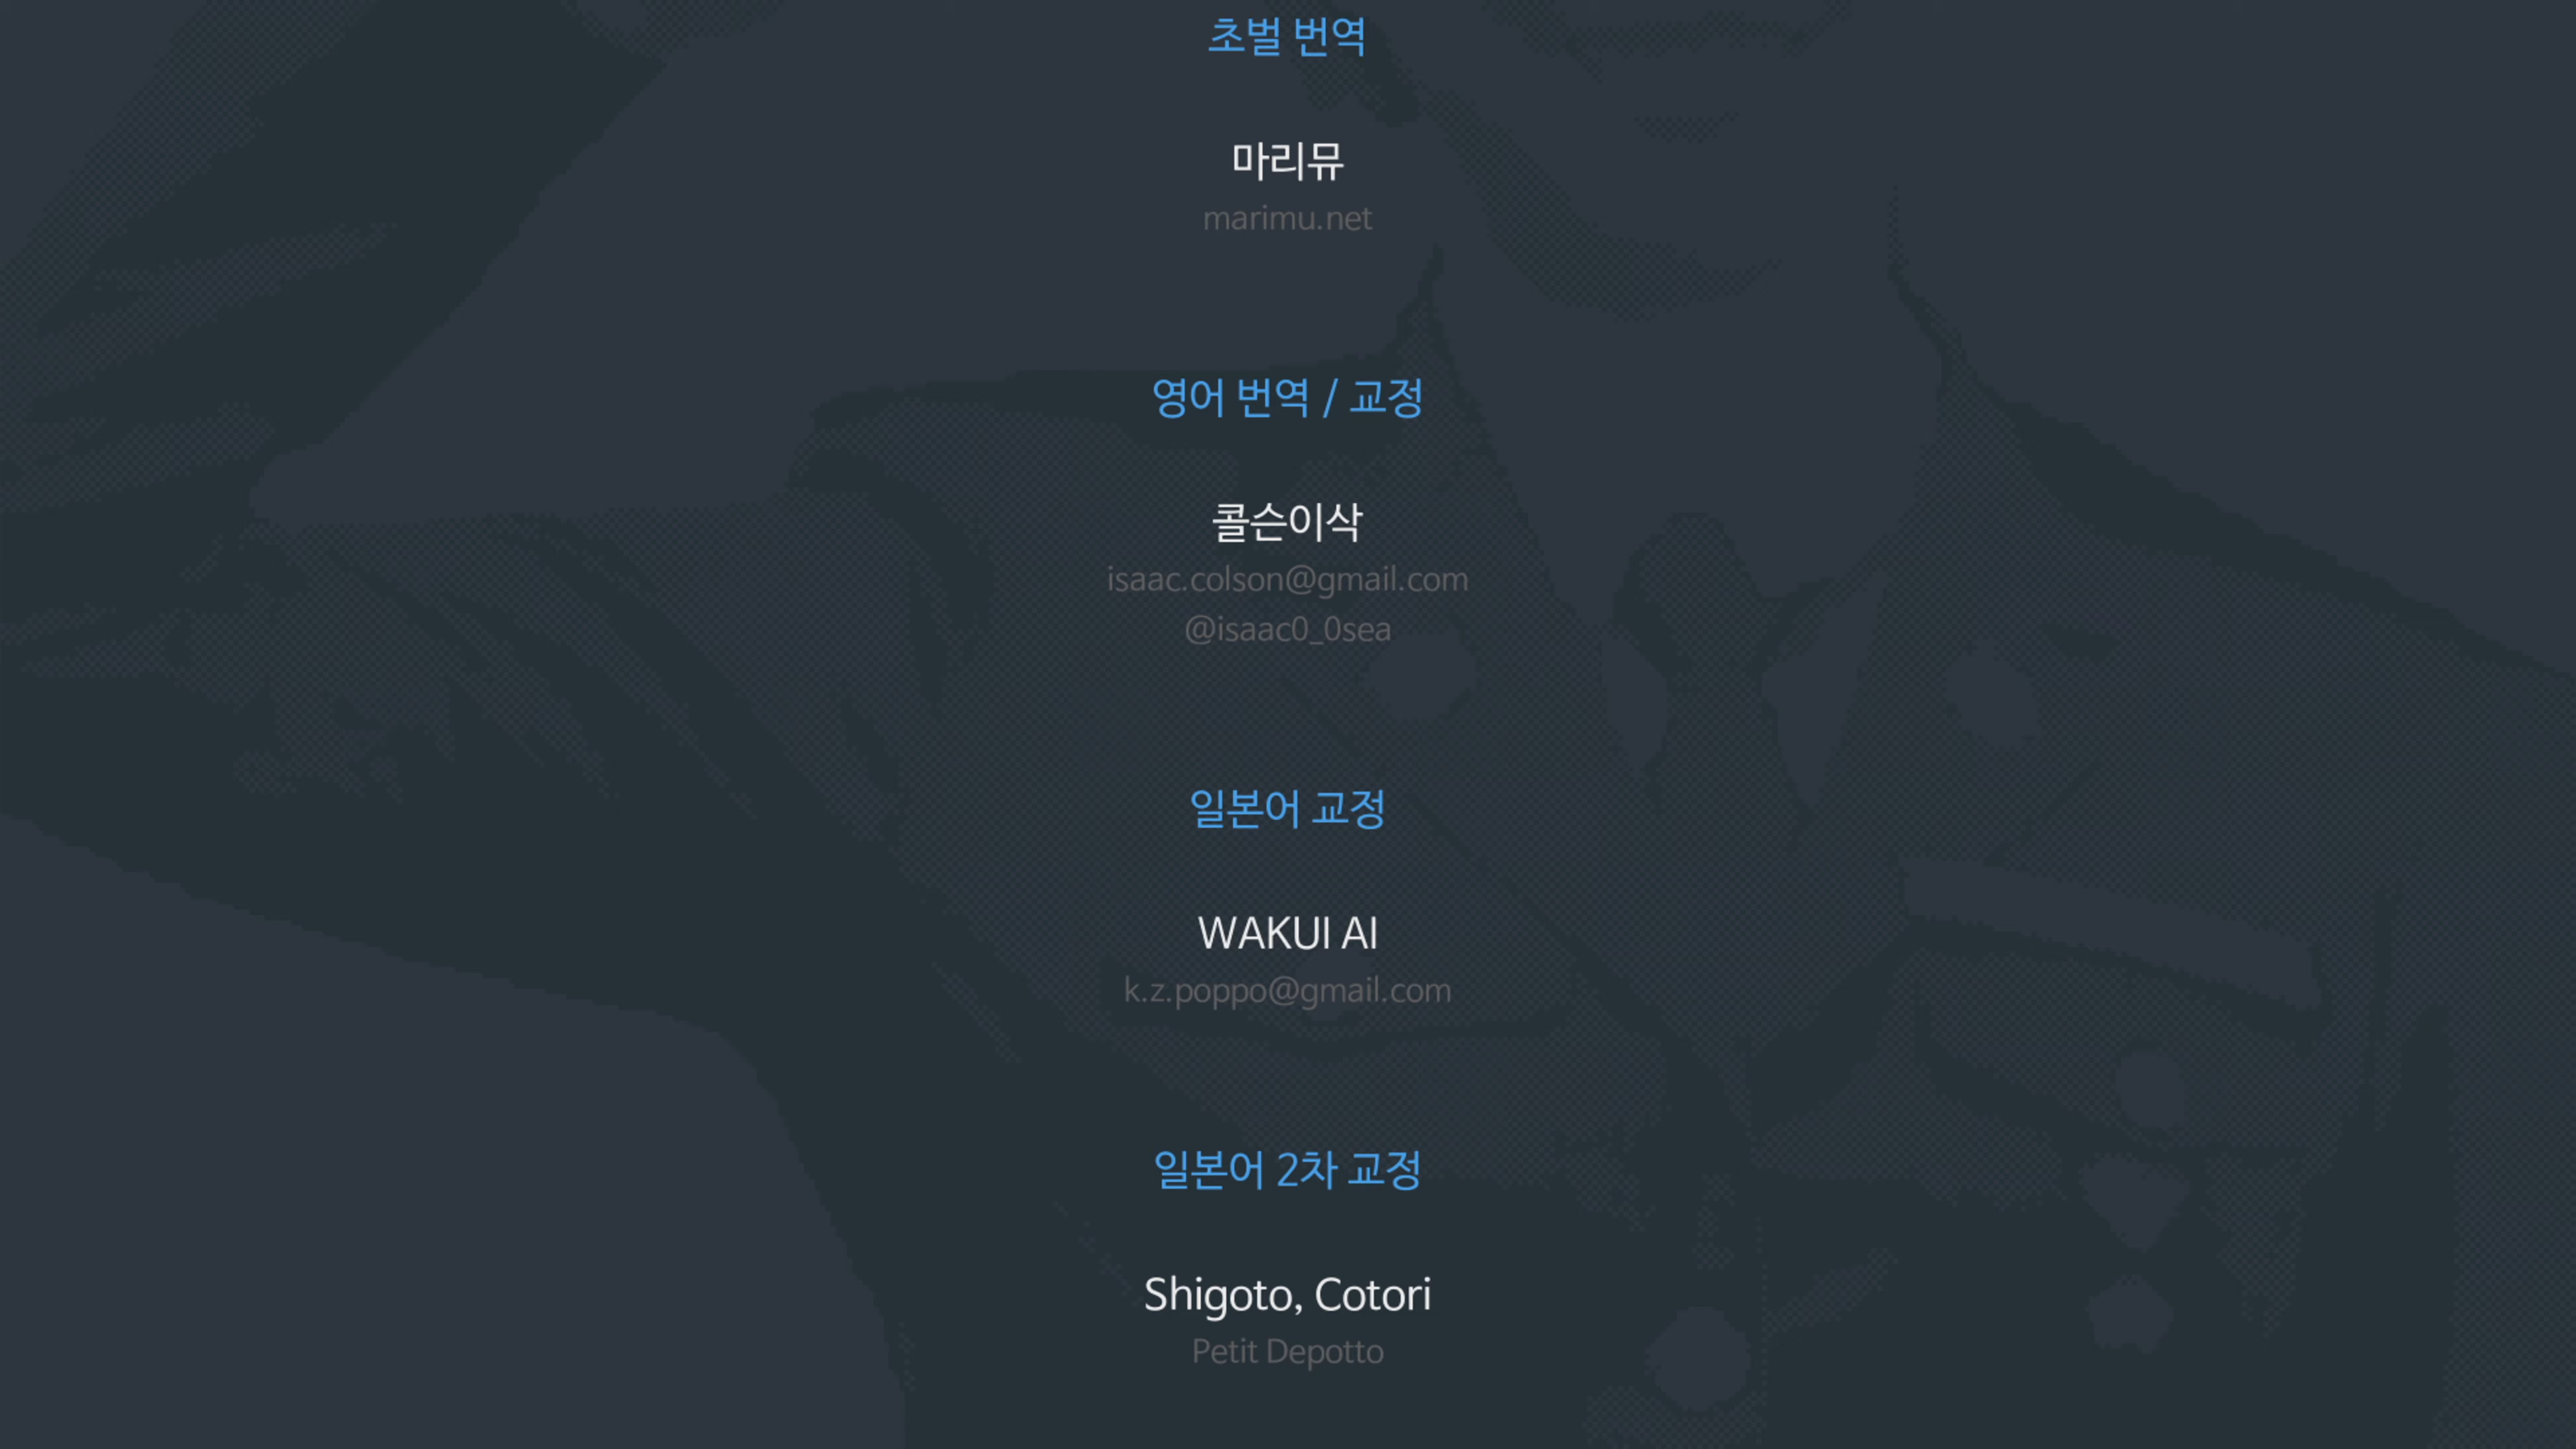 초벌 번역
마리뮤
marimu.net
영어 번역 / 교정
콜슨이삭
isaac.colson@gmail.com
@isaac0_0sea
일본어 교정
WAKUI AI
k.z.poppo@gmail.com
일본어 2차 교정
Shigoto, Cotori
Petit Depotto